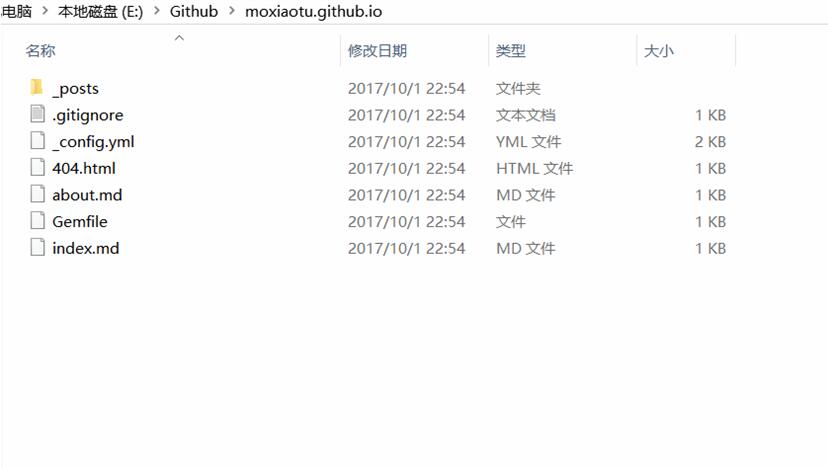 电脑 > 本地磁盘 (E:) > Github > moxiaotu.github.io
名称 修改日期 类型 大小
_posts 2017/10/1 22:54 文件夹
.gitignore 2017/10/1 22:54 文本文档 1 KB
_config.yml 2017/10/1 22:54 YML 文件 2 KB
404.html 2017/10/1 22:54 HTML 文件 1 KB
about.md 2017/10/1 22:54 MD 文件 1 KB
Gemfile 2017/10/1 22:54 文件 1 KB
index.md 2017/10/1 22:54 MD 文件 1 KB